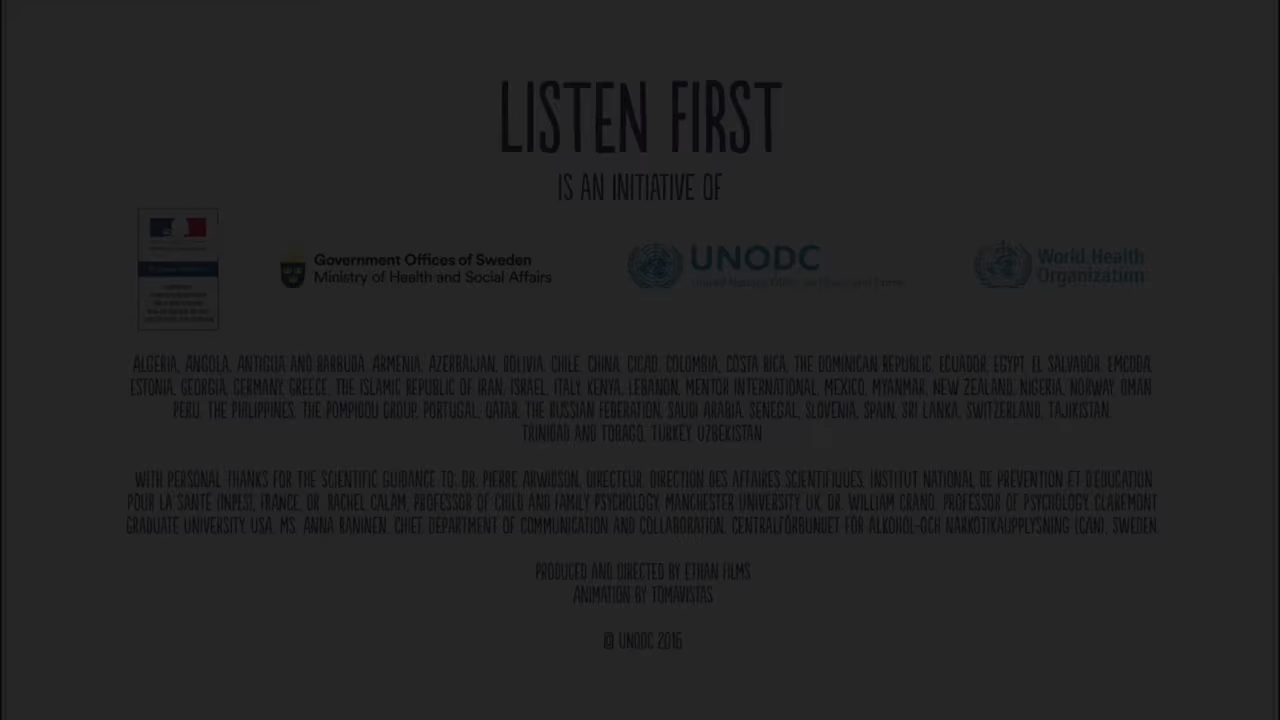 LISTEN FIRST
IS AN INITIATIVE OF
Government Offices of Sweden
Ministry of Health and Social Affairs
UNODC
United Nations Office on Drugs and Crime
World Health
Organization
ALGERIA, ANGOLA, ANTIGUA AND BARBUDA, ARMENIA, AZERBAIJAN, BOLIVIA, CHILE, CHINA, CICAD, COLOMBIA, COSTA RICA, THE DOMINICAN REPUBLIC, ECUADOR, EGYPT, EL SALVADOR, EMCDDA,
ESTONIA, GEORGIA, GERMANY, GREECE, THE ISLAMIC REPUBLIC OF IRAN, ISRAEL, ITALY, KENYA, LEBANON, MENTOR INTERNATIONAL, MEXICO, MYANMAR, NEW ZEALAND, NIGERIA, NORWAY, OMAN
PERU, THE PHILIPPINES, THE POMPIDOU GROUP, PORTUGAL, QATAR, THE RUSSIAN FEDERATION, SAUDI ARABIA, SENEGAL, SLOVENIA, SPAIN, SRI LANKA, SWITZERLAND, TAJIKISTAN,
TRINIDAD AND TOBAGO, TURKEY, UZBEKISTAN
WITH PERSONAL THANKS FOR THE SCIENTIFIC GUIDANCE TO: DR. PIERRE ARWIDSON, DIRECTEUR, DIRECTION DES AFFAIRES SCIENTIFIQUES, INSTITUT NATIONAL DE PRÉVENTION ET D'ÉDUCATION
POUR LA SANTÉ (INPES), FRANCE, DR. RACHEL CALAM, PROFESSOR OF CHILD AND FAMILY PSYCHOLOGY, MANCHESTER UNIVERSITY, UK, DR. WILLIAM CRANO, PROFESSOR OF PSYCHOLOGY, CLAREMONT
GRADUATE UNIVERSITY USA, MS. ANNA RANINEN, CHIEF, DEPARTMENT OF COMMUNICATION AND COLLABORATION, CENTRALFÖRBUNDET FÖR ALKOHOL-OCH NARKOTIKAUPPLYSNING (CAN), SWEDEN.
PRODUCED AND DIRECTED BY ETHAN FILMS
ANIMATION BY TOMAVISTAS
© UNODC 2016